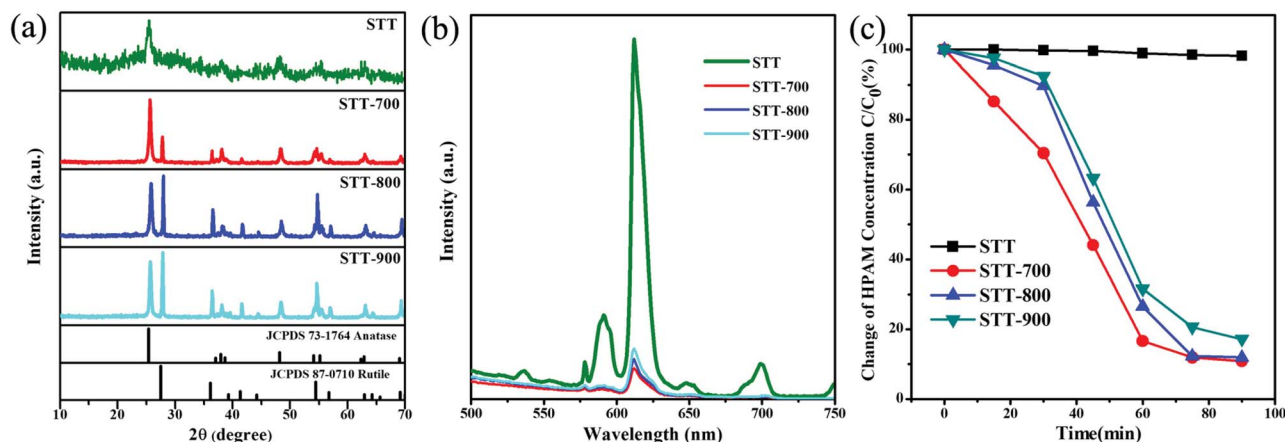 (a)
STT
STT-700
STT-800
STT-900
JCPDS 73-1764 Anatase
JCPDS 87-0710 Rutile
Intensity (a.u.)
10 20 30 40 50 60 70
2θ (degree)
(b)
STT
STT-700
STT-800
STT-900
Intensity (a.u.)
500 550 600 650 700 750
Wavelength (nm)
(c)
Change of HPAM Concentration C/C0(%)
100
80
60
40
20
0
STT
STT-700
STT-800
STT-900
0 20 40 60 80 100
Time(min)